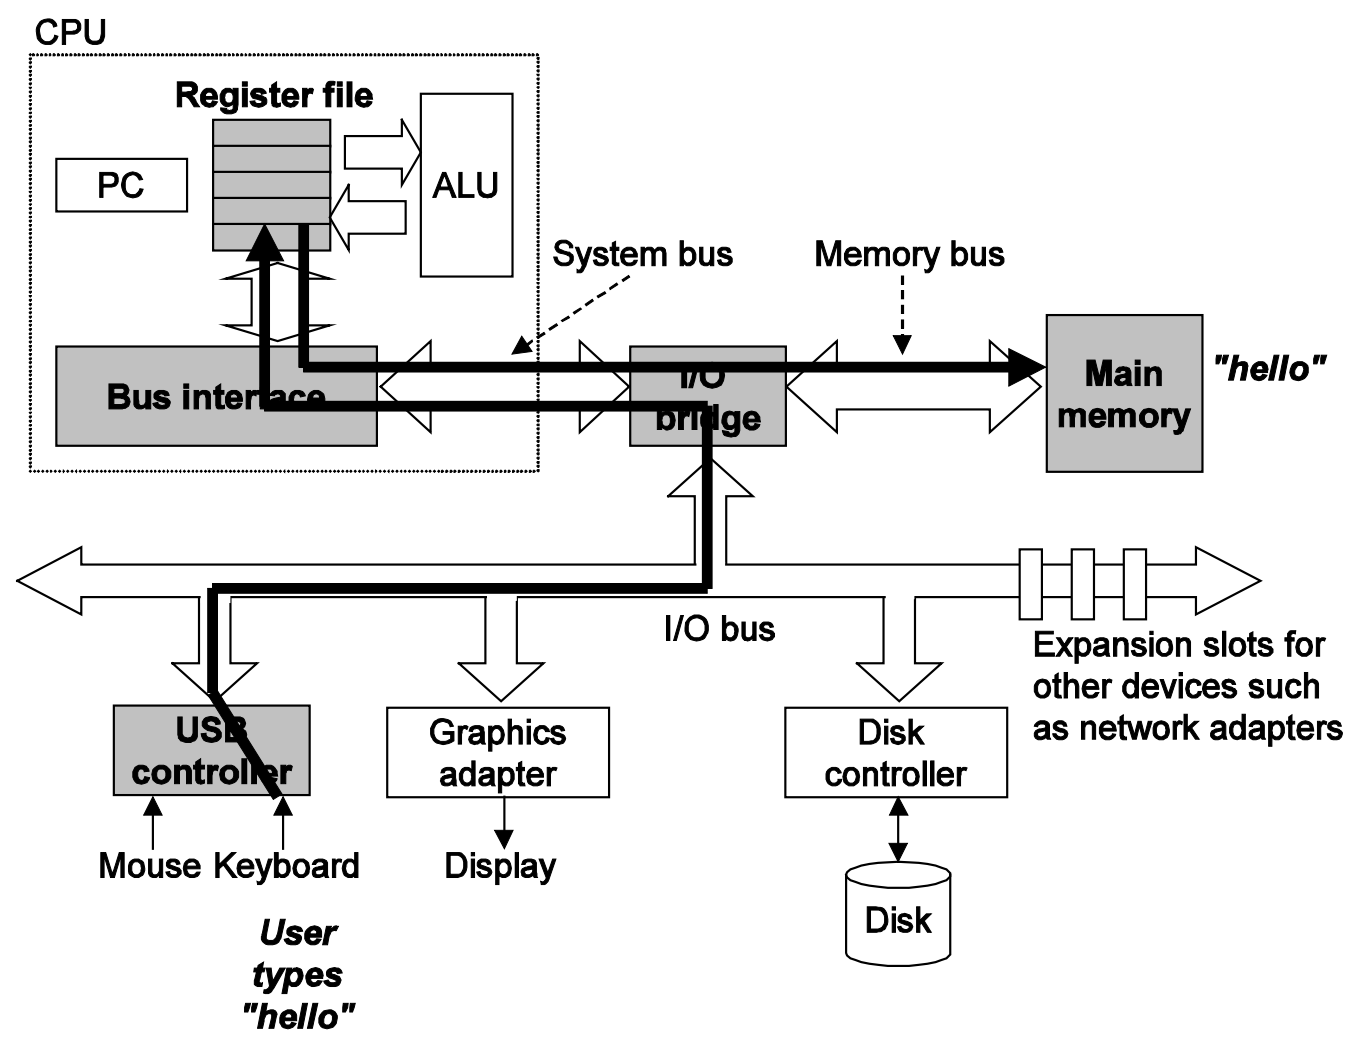 CPU
Register file
PC
ALU
System bus
Memory bus
Bus interface
I/O
bridge
Main
memory
"hello"
I/O bus
Expansion slots for
other devices such
as network adapters
USB
controller
Graphics
adapter
Disk
controller
Mouse
Keyboard
Display
Disk
User
types
"hello"